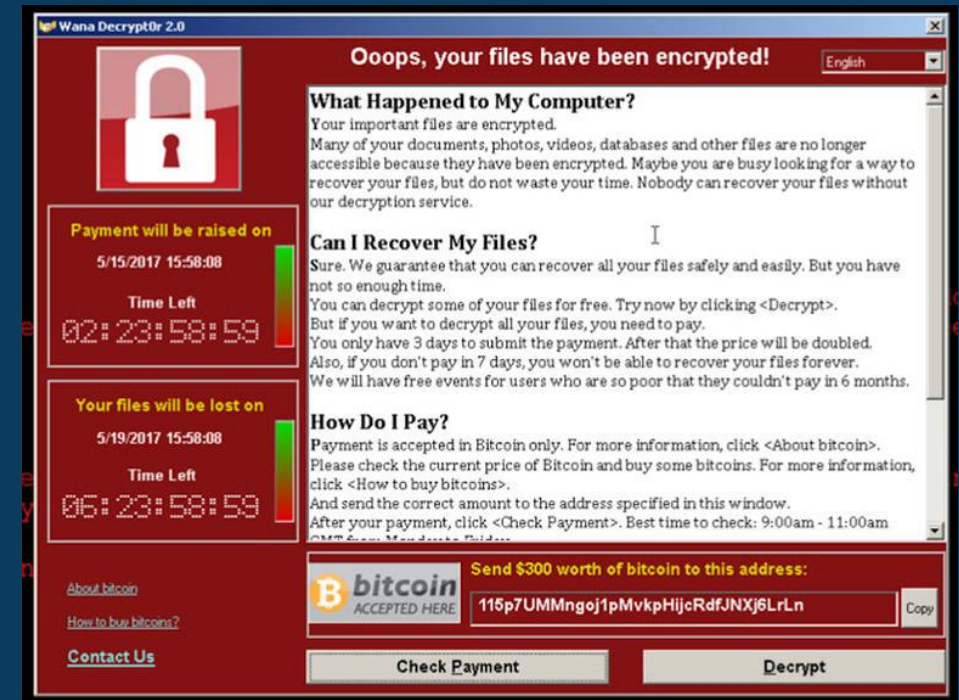 Wana Decrypt0r 2.0
Ooops, your files have been encrypted!
English
Payment will be raised on
5/15/2017 15:58:08
Time Left
02:23:58:59
Your files will be lost on
5/19/2017 15:58:08
Time Left
06:23:58:59
About bitcoin
How to buy bitcoins?
Contact Us
What Happened to My Computer?
Your important files are encrypted.
Many of your documents, photos, videos, databases and other files are no longer
accessible because they have been encrypted. Maybe you are busy looking for a way to
recover your files, but do not waste your time. Nobody can recover your files without
our decryption service.
Can I Recover My Files?
Sure. We guarantee that you can recover all your files safely and easily. But you have
not so enough time.
You can decrypt some of your files for free. Try now by clicking <Decrypt>.
But if you want to decrypt all your files, you need to pay.
You only have 3 days to submit the payment. After that the price will be doubled.
Also, if you don't pay in 7 days, you won't be able to recover your files forever.
We will have free events for users who are so poor that they couldn't pay in 6 months.
How Do I Pay?
Payment is accepted in Bitcoin only. For more information, click <About bitcoin>.
Please check the current price of Bitcoin and buy some bitcoins. For more information,
click <How to buy bitcoins>.
And send the correct amount to the address specified in this window.
After your payment, click <Check Payment>. Best time to check: 9:00am - 11:00am
GMT from Monday to Friday.
bitcoin
ACCEPTED HERE
Send $300 worth of bitcoin to this address:
115p7UMMngoj1pMvkpHijcRdfJNXj6LrLn
Copy
Check Payment
Decrypt